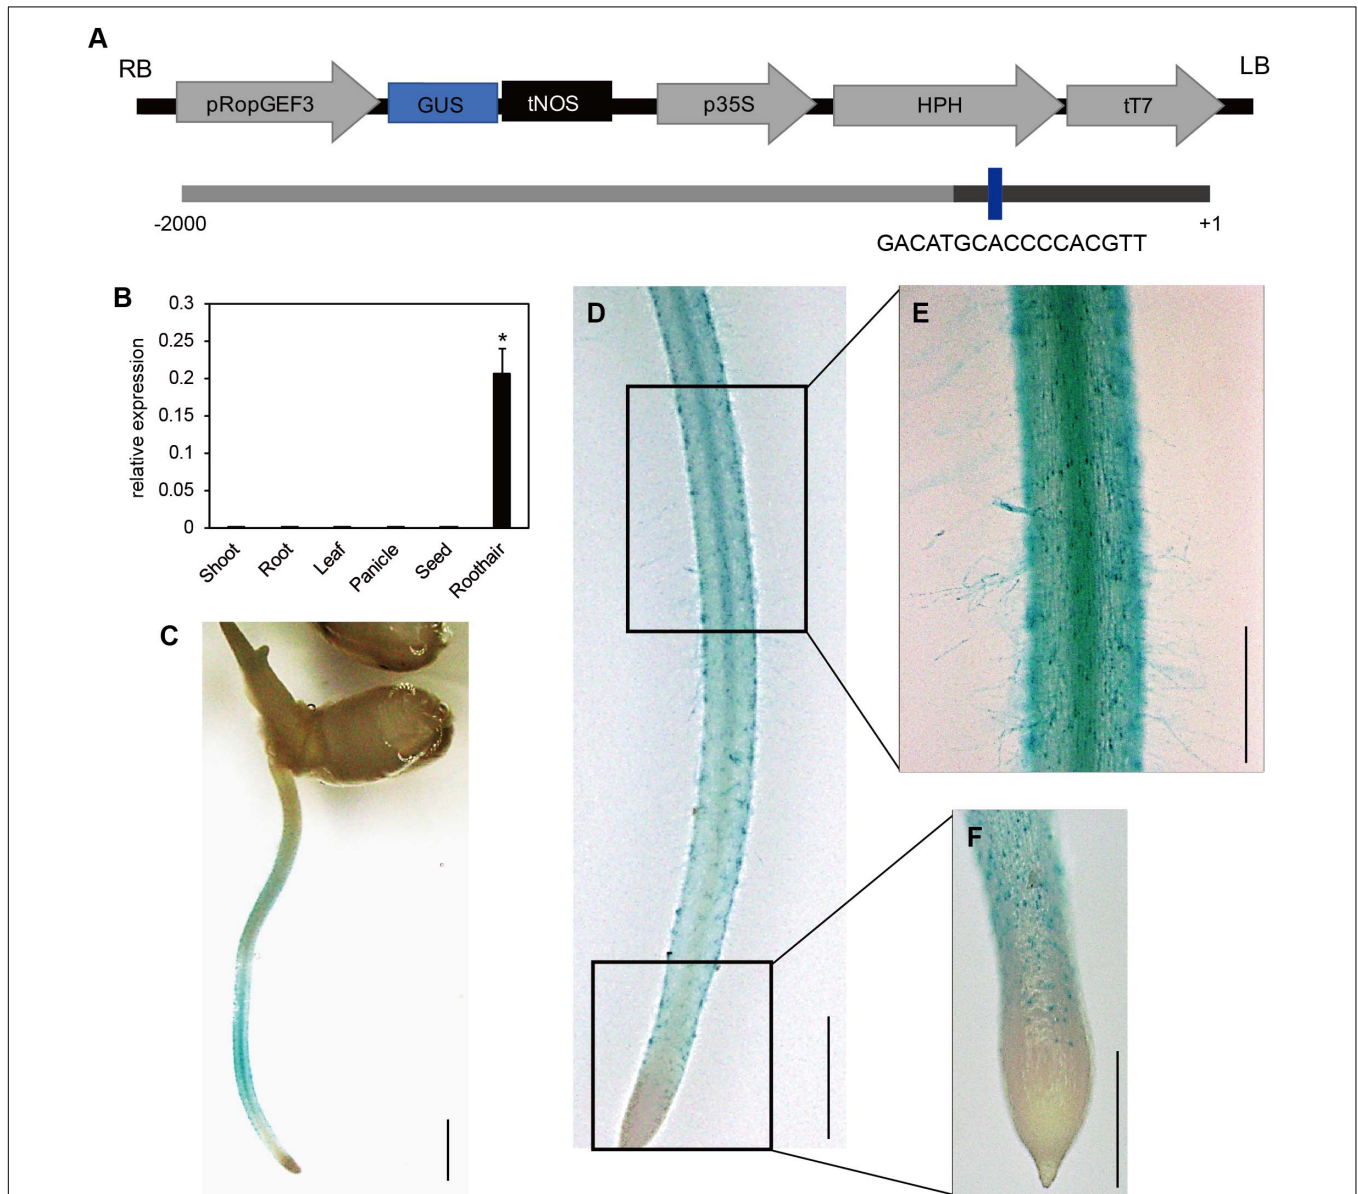 A
RB
LB
pRopGEF3
GUS
tNOS
p35S
HPH
tT7
-2000
+1
GACATGCACCCCACGTT
B
0.3
0.25
0.2
0.15
0.1
0.05
0
relative expression
*
Shoot
Root
Leaf
Panicle
Seed
Roothair
C
D
E
F